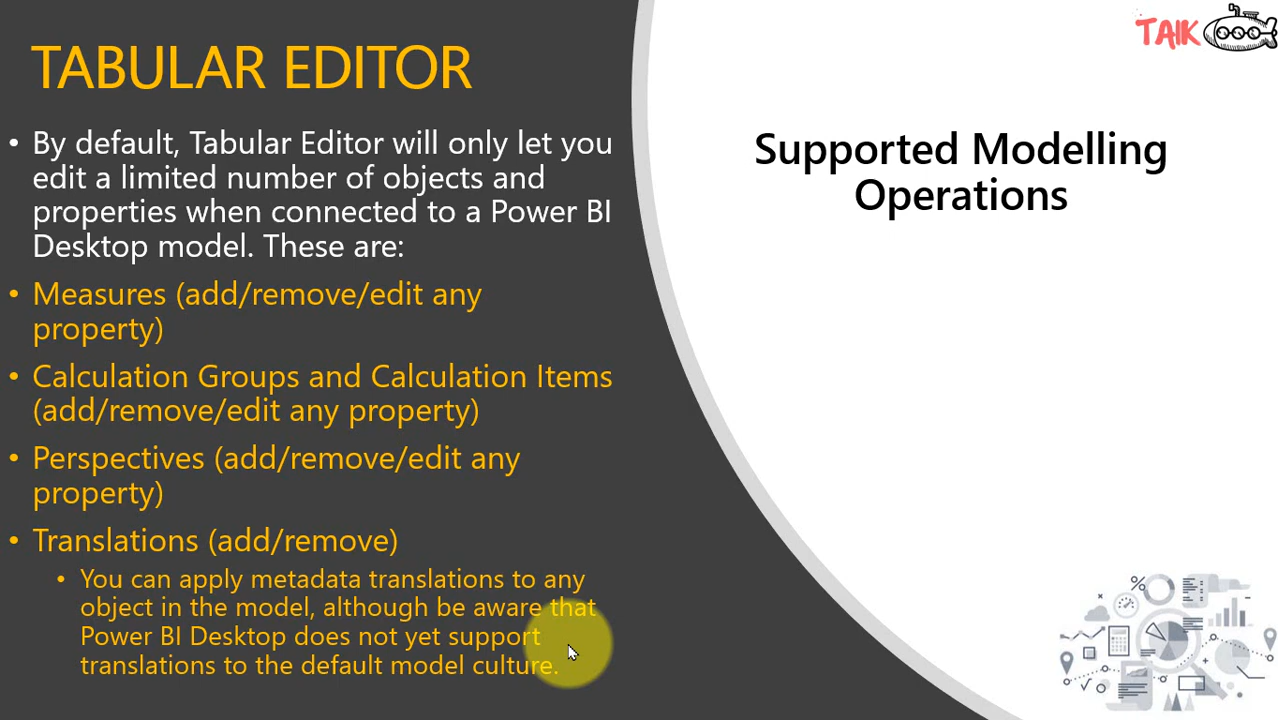 TABULAR EDITOR
• By default, Tabular Editor will only let you
edit a limited number of objects and
properties when connected to a Power BI
Desktop model. These are:
• Measures (add/remove/edit any
property)
• Calculation Groups and Calculation Items
(add/remove/edit any property)
• Perspectives (add/remove/edit any
property)
• Translations (add/remove)
• You can apply metadata translations to any
object in the model, although be aware that
Power BI Desktop does not yet support
translations to the default model culture.
TAIK
Supported Modelling
Operations